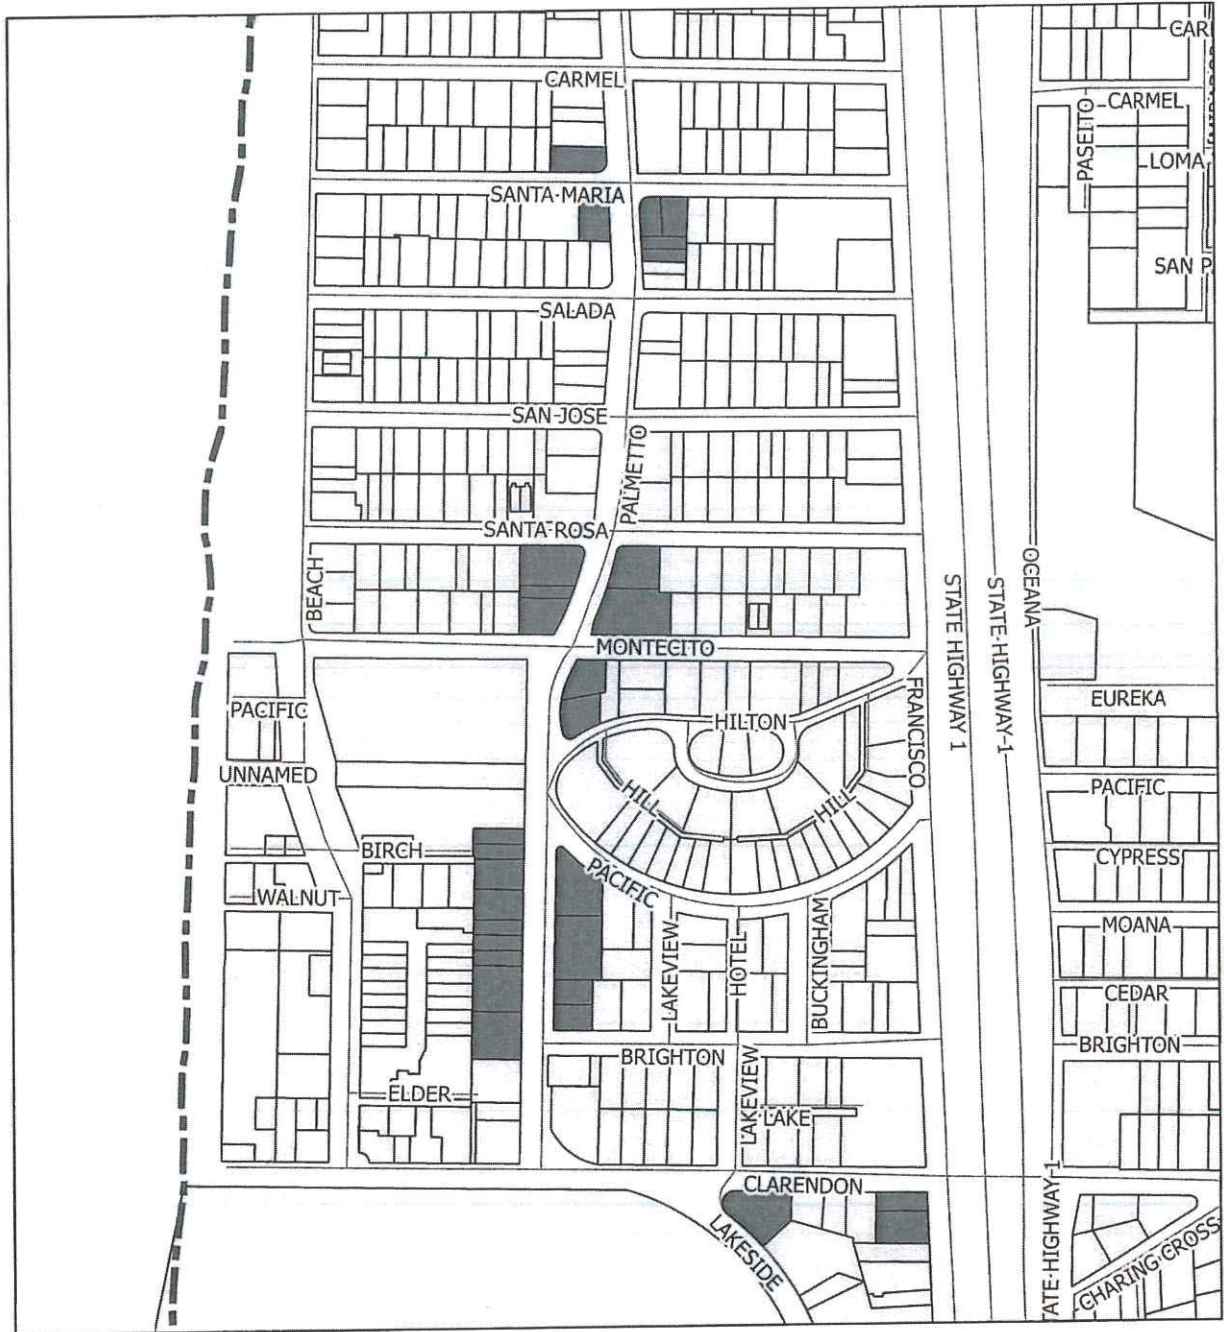 CAR
CARMEL
CARMEL
PASEITO
LOMA
SANTA MARIA
SAN P
SALADA
SAN JOSE
PALMETTO
SANTA ROSA
BEACH
OCEANA
STATE HIGHWAY 1
STATE-HIGHWAY-1
MONTECITO
FRANCISCO
EUREKA
PACIFIC
HILTON
UNNAMED
PACIFIC
HILL
HILL
BIRCH
CYPRESS
PACIFIC
WALNUT
BUCKINGHAM
LAKEVIEW
HOTEL
MOANA
CEDAR
BRIGHTON
BRIGHTON
ELDER
LAKEVIEW
LAKE
CLARENDON
LAKESIDE
TATE-HIGHWAY-1
CHARING CROSS